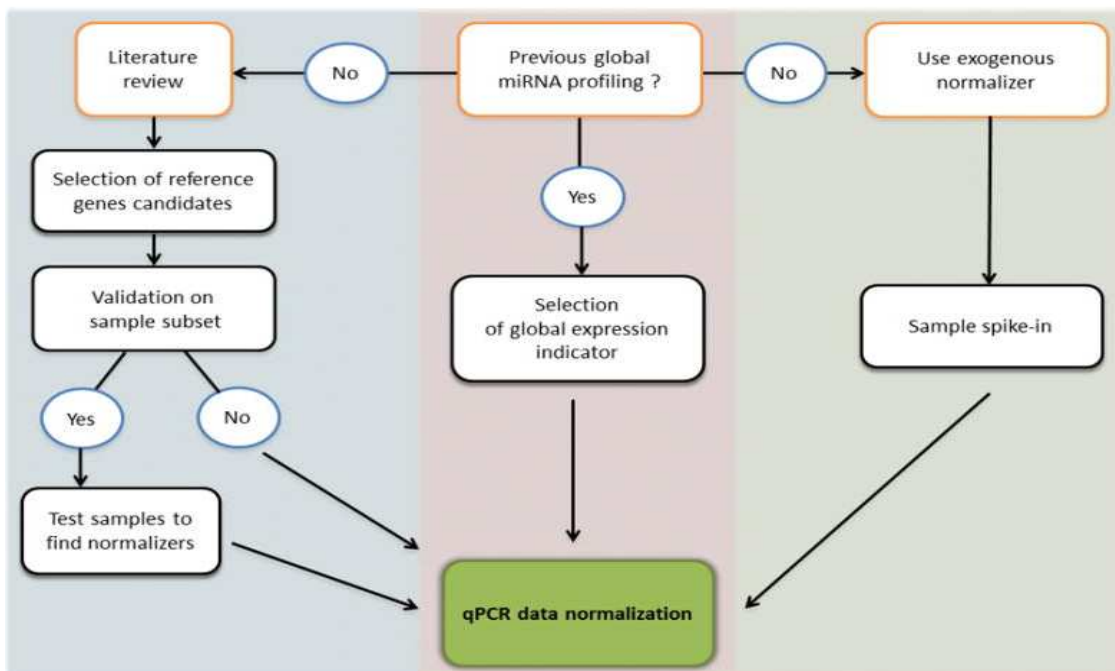 Literature
review
No
Previous global
miRNA profiling ?
No
Use exogenous
normalizer
Selection of reference
genes candidates
Yes
Validation on
sample subset
Selection
of global expression
indicator
Sample spike-in
Yes
No
Test samples to
find normalizers
qPCR data normalization